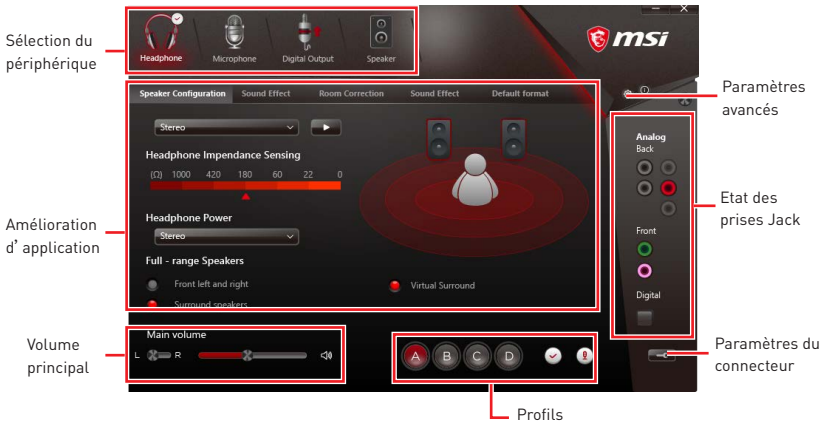 Sélection du
périphérique
Headphone
Microphone
Digital Output
Speaker
msi
Paramètres
avancés
Speaker Configuration
Sound Effect
Room Correction
Sound Effect
Default format
Stereo
Headphone Impendance Sensing
(Ω) 1000 420 180 60 22 0
Headphone Power
Stereo
Full - range Speakers
Front left and right
Virtual Surround
Surround speakers
Amélioration
d'application
Analog
Back
Front
Digital
Etat des
prises Jack
Volume
principal
Main volume
L R
A B C D
Paramètres du
connecteur
Profils